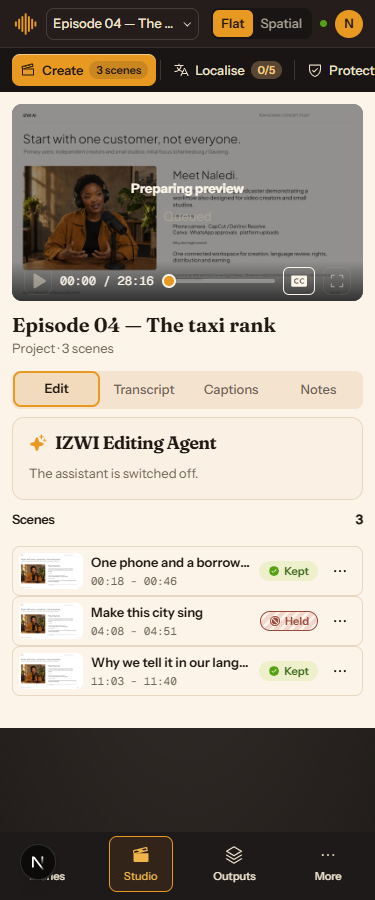 Episode 04 — The ...
Flat
Spatial
N
Create
3 scenes
Localise
0/5
Protect
Start with one customer, not everyone.
Meet Naledi.
Preparing preview
Queued
00:00 / 28:16
CC
Episode 04 — The taxi rank
Project · 3 scenes
Edit
Transcript
Captions
Notes
IZWI Editing Agent
The assistant is switched off.
Scenes
3
One phone and a borrow...
00:18 - 00:46
Kept
Make this city sing
04:08 - 04:51
Held
Why we tell it in our lang...
11:03 - 11:40
Kept
N
Studio
Outputs
More